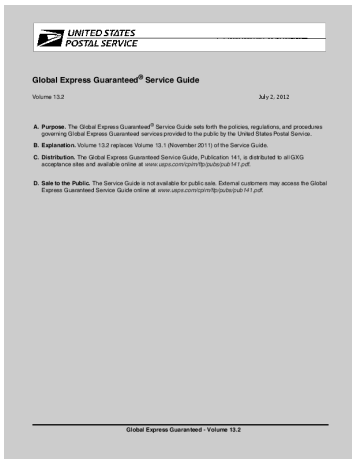 UNITED STATES
POSTAL SERVICE
Global Express Guaranteed® Service Guide
Volume 13.2 July 2, 2012
A. Purpose. The Global Express Guaranteed® Service Guide sets forth the policies, regulations, and procedures
governing Global Express Guaranteed services provided to the public by the United States Postal Service.
B. Explanation. Volume 13.2 replaces Volume 13.1 (November 2011) of the Service Guide.
C. Distribution. The Global Express Guaranteed Service Guide, Publication 141, is distributed to all GXG
acceptance sites and available online at www.usps.com/cpim/ftp/pubs/pub141.pdf.
D. Sale to the Public. The Service Guide is not available for public sale. External customers may access the Global
Express Guaranteed Service Guide online at www.usps.com/cpim/ftp/pubs/pub141.pdf.
Global Express Guaranteed - Volume 13.2